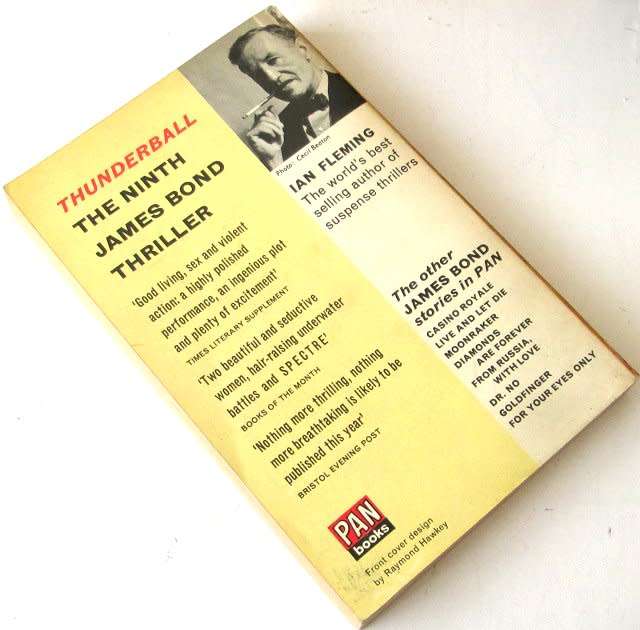 THUNDERBALL
THE NINTH
JAMES BOND
THRILLER
'Good living, sex and violent
action: a highly polished
performance, an ingenious plot
and plenty of excitement'
TIMES LITERARY SUPPLEMENT
'Two beautiful and seductive
women, hair-raising underwater
battles and SPECTRE'
BOOKS OF THE MONTH
'Nothing more thrilling, nothing
more breathtaking is likely to be
published this year'
BRISTOL EVENING POST
PAN
books
Front cover design
by Raymond Hawkey
Photo: Cecil Beaton
IAN FLEMING
The world's best
selling author of
suspense thrillers
The other
JAMES BOND
stories in PAN
CASINO ROYALE
LIVE AND LET DIE
MOONRAKER
DIAMONDS
ARE FOREVER
FROM RUSSIA,
WITH LOVE
DR. NO
GOLDFINGER
FOR YOUR EYES ONLY